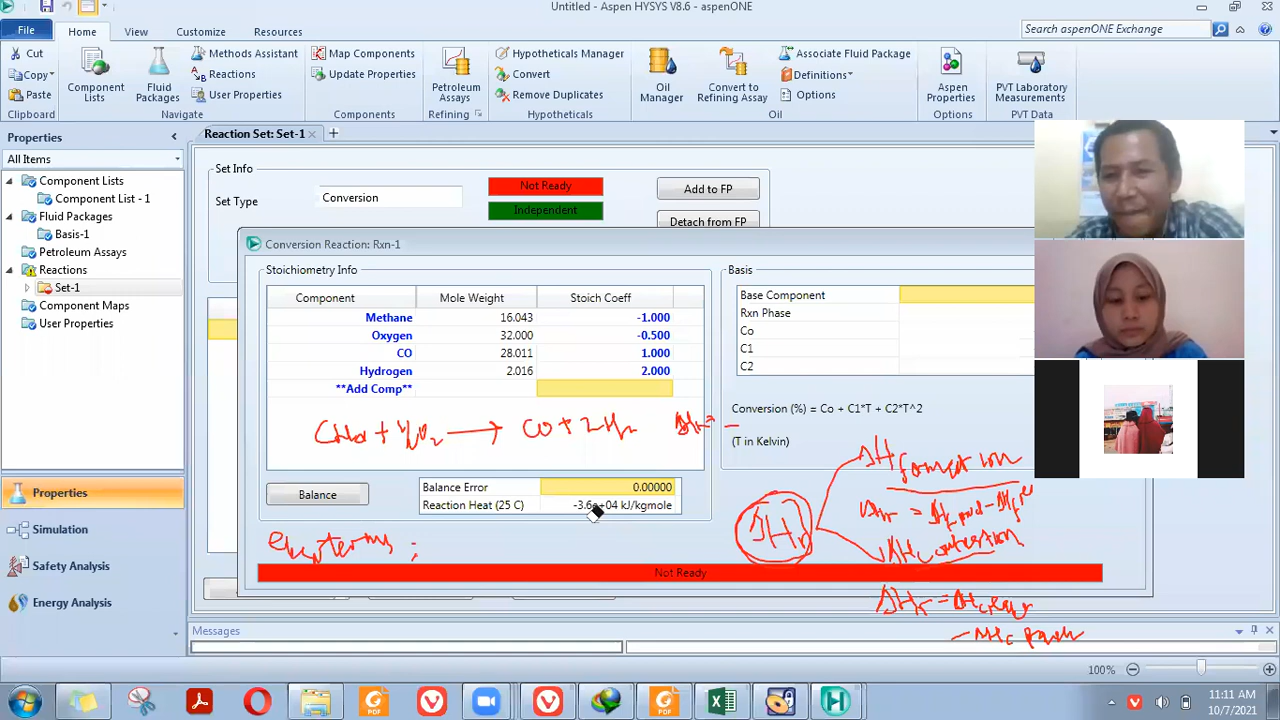 Untitled - Aspen HYSYS V8.6 - aspenONE
File
Home
View
Customize
Resources
Search aspenONE Exchange
Cut
Copy
Paste
Clipboard
Component Lists
Fluid Packages
Methods Assistant
Reactions
User Properties
Navigate
Map Components
Update Properties
Components
Petroleum Assays
Refining
Hypotheticals Manager
Convert
Remove Duplicates
Hypotheticals
Oil Manager
Convert to Refining Assay
Associate Fluid Package
Definitions
Options
Oil
Aspen Properties
Options
PVT Laboratory Measurements
PVT Data
Properties
All Items
Component Lists
Component List - 1
Fluid Packages
Basis-1
Petroleum Assays
Reactions
Set-1
Component Maps
User Properties
Properties
Simulation
Safety Analysis
Energy Analysis
Reaction Set: Set-1
Set Info
Set Type
Conversion
Not Ready
Independent
Add to FP
Detach from FP
Conversion Reaction: Rxn-1
Stoichiometry Info
Component Mole Weight Stoich Coeff
Methane 16.043 -1.000
Oxygen 32.000 -0.500
CO 28.011 1.000
Hydrogen 2.016 2.000
**Add Comp**
Balance
Balance Error 0.00000
Reaction Heat (25 C) -3.6e+04 kJ/kgmole
Basis
Base Component
Rxn Phase
Co
C1
C2
Conversion (%) = Co + C1*T + C2*T^2
(T in Kelvin)
CO + 2H2
ΔHr
ΔHformation
Not Ready
Messages
100%
11:11 AM
10/7/2021